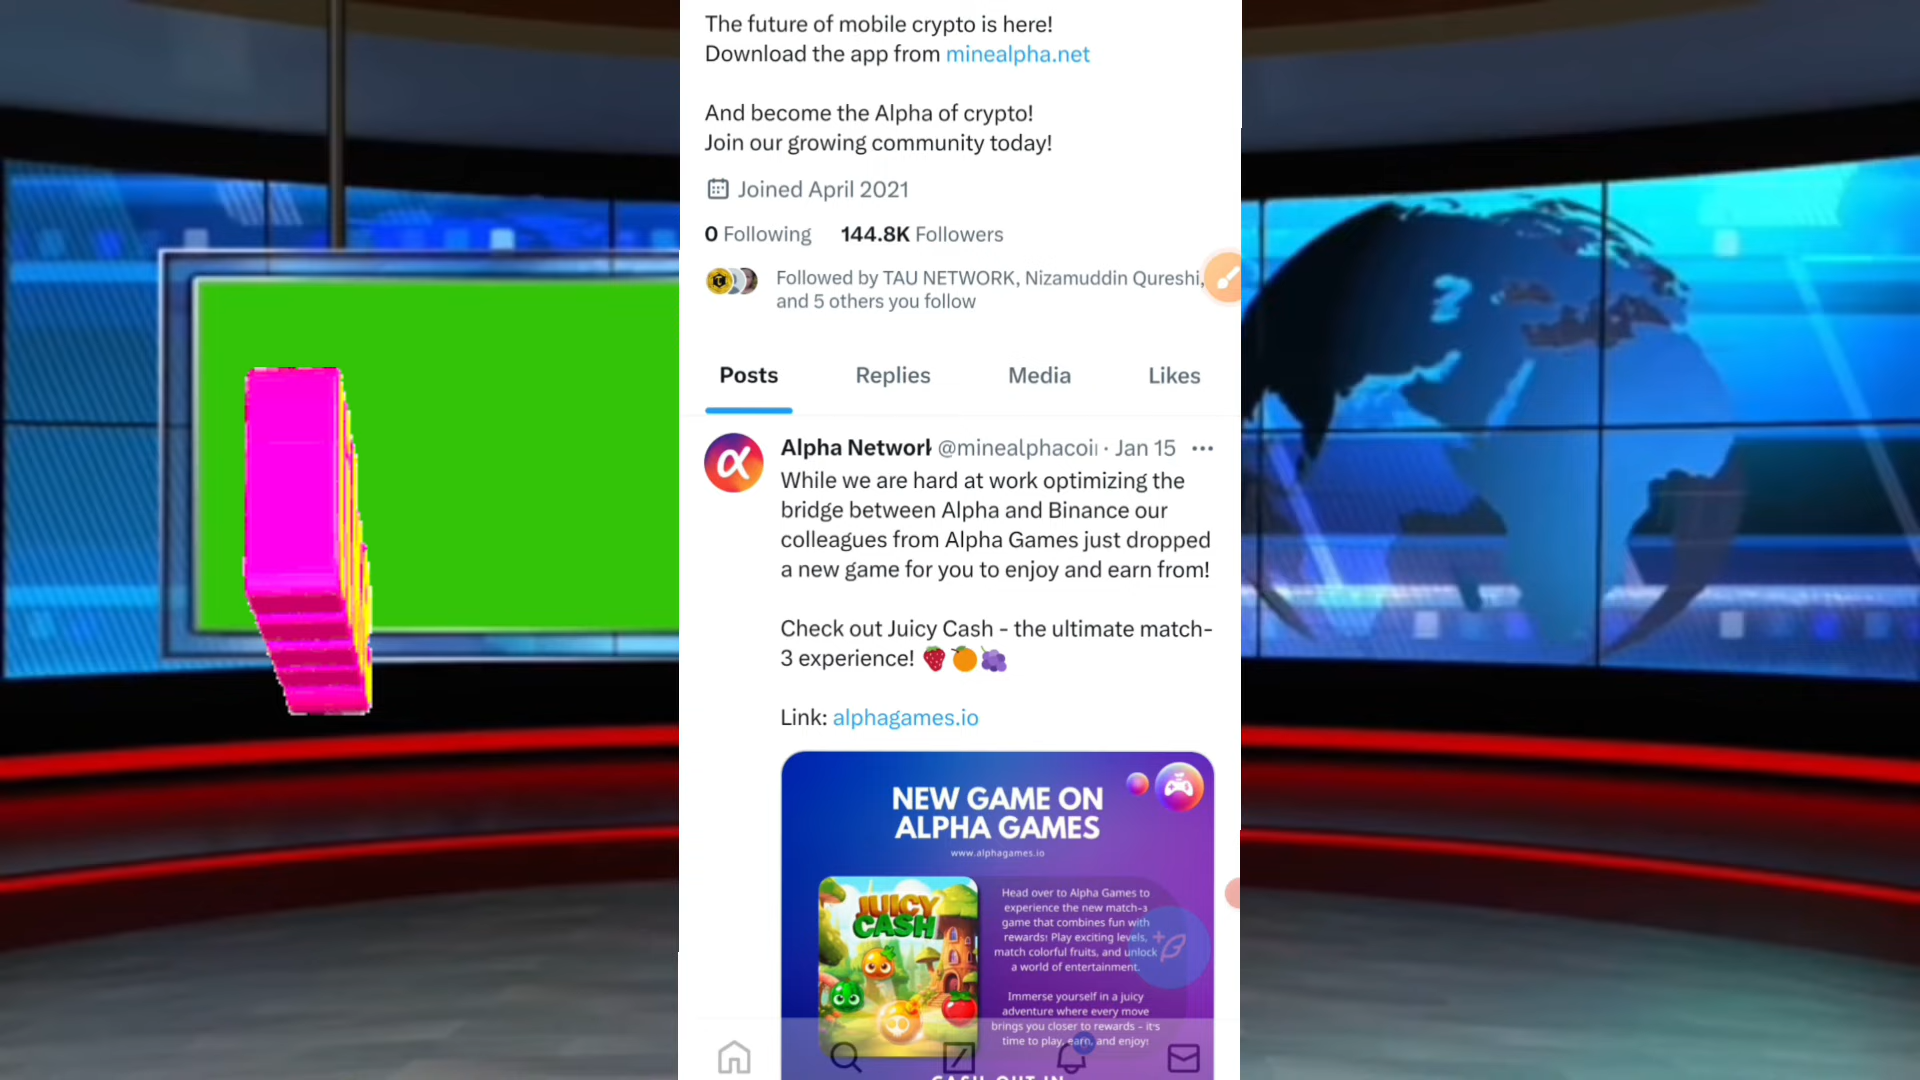 The future of mobile crypto is here!
Download the app from minealpha.net
And become the Alpha of crypto!
Join our growing community today!
Joined April 2021
0 Following 144.8K Followers
Followed by TAU NETWORK, Nizamuddin Qureshi,
and 5 others you follow
Posts Replies Media Likes
Alpha Network @minealphacoi · Jan 15
While we are hard at work optimizing the
bridge between Alpha and Binance our
colleagues from Alpha Games just dropped
a new game for you to enjoy and earn from!
Check out Juicy Cash - the ultimate match-
3 experience!
Link: alphagames.io
NEW GAME ON
ALPHA GAMES
www.alphagames.io
JUICY
CASH
Head over to Alpha Games to
experience the new match-3
game that combines fun with
rewards! Play exciting levels,
match colorful fruits, and unlock
a world of entertainment.
Immerse yourself in a juicy
adventure where every move
brings you closer to rewards – it's
time to play, earn, and enjoy!
CASH OUT IN